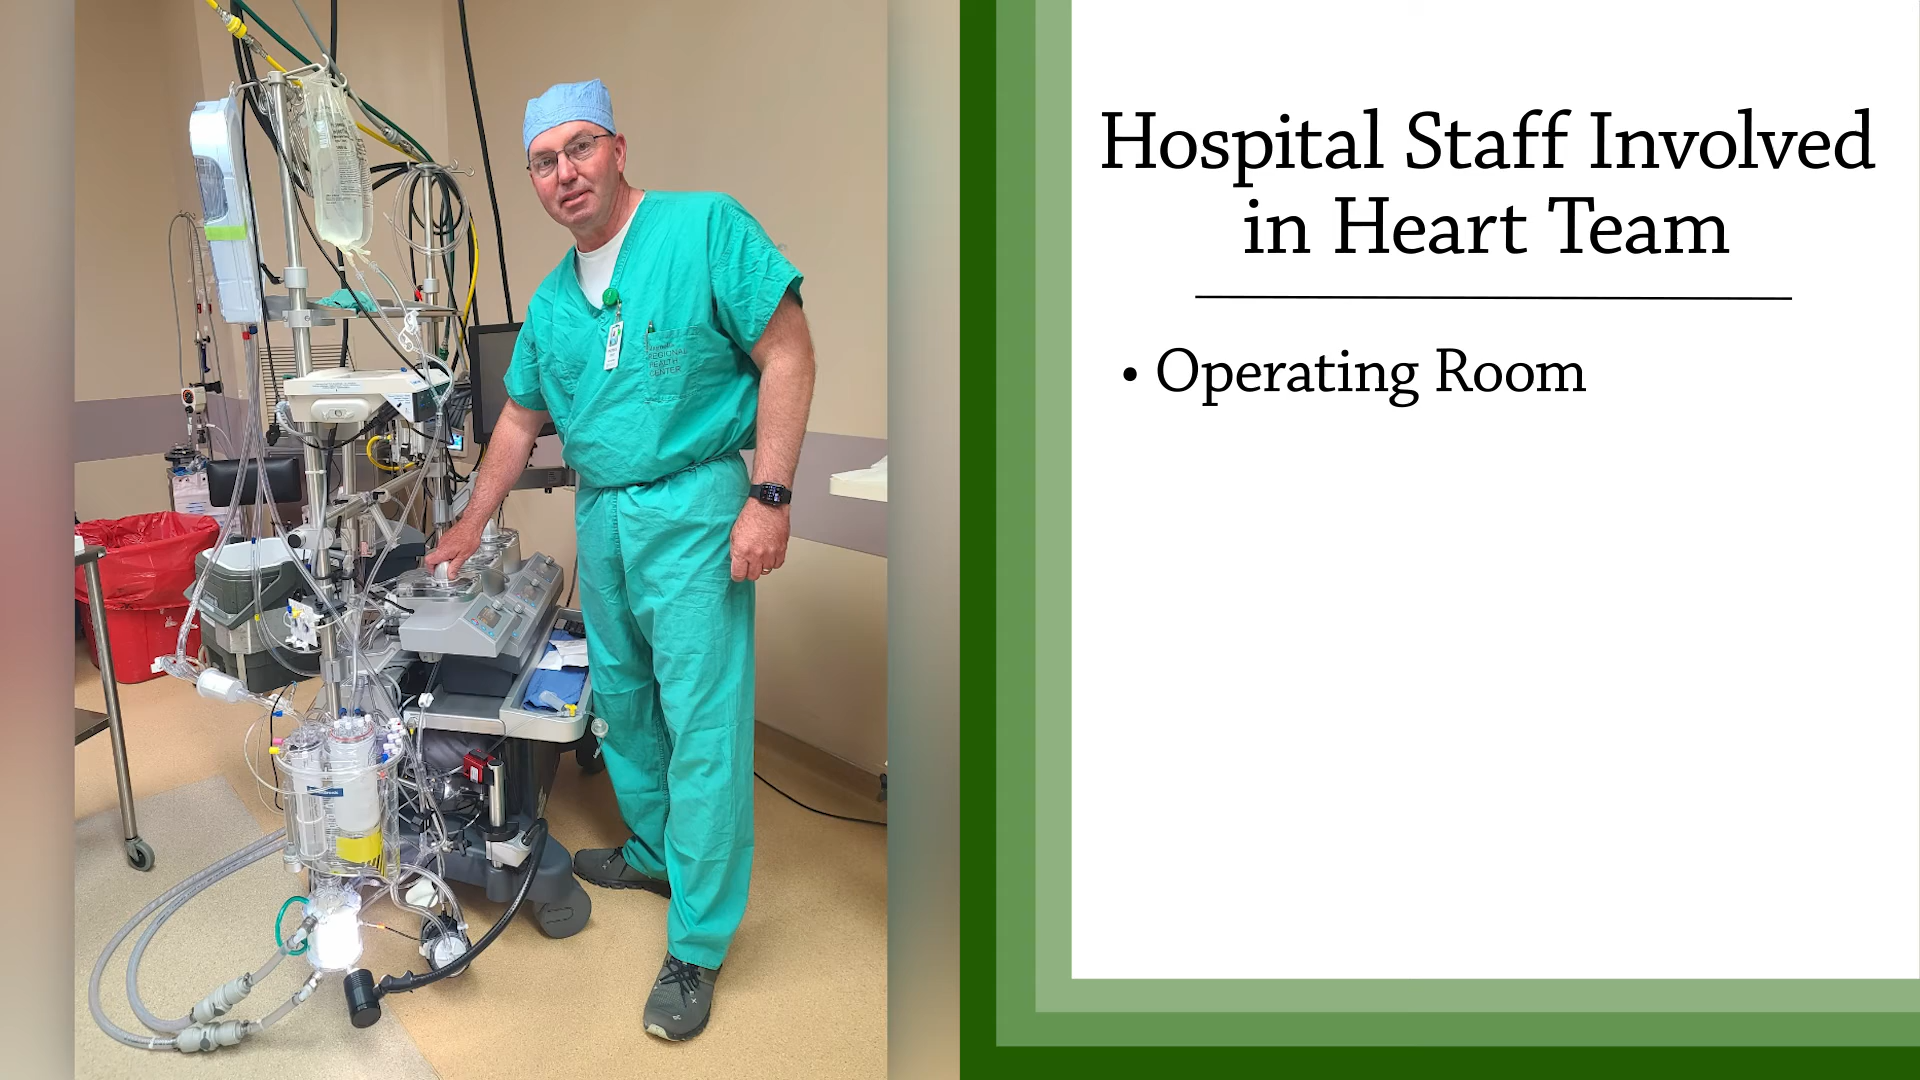 REGIONAL
HEALTH
CENTER
Hospital Staff Involved
in Heart Team
• Operating Room